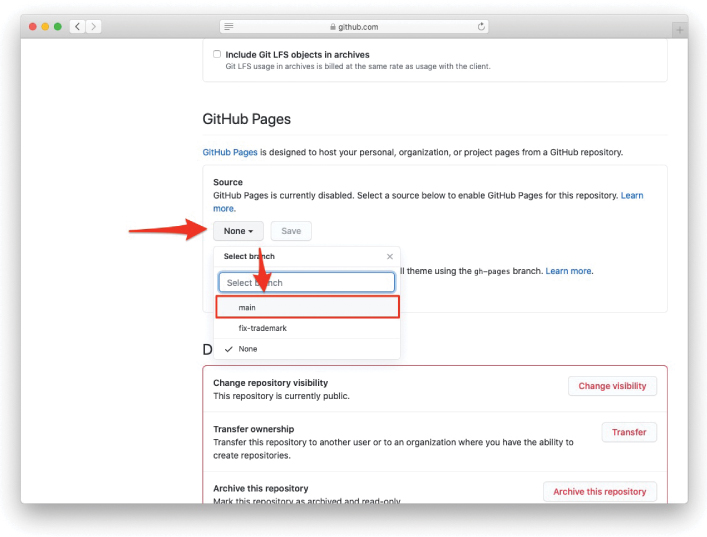 github.com
Include Git LFS objects in archives
Git LFS usage in archives is billed at the same rate as usage with the client.
GitHub Pages
GitHub Pages is designed to host your personal, organization, or project pages from a GitHub repository.
Source
GitHub Pages is currently disabled. Select a source below to enable GitHub Pages for this repository. Learn
more.
None
Save
Select branch
ll theme using the gh-pages branch. Learn more.
Select branch
main
fix-trademark
None
D
Change repository visibility
This repository is currently public.
Change visibility
Transfer ownership
Transfer this repository to another user or to an organization where you have the ability to
create repositories.
Transfer
Archive this repository
Mark this repository as archived and read-only.
Archive this repository